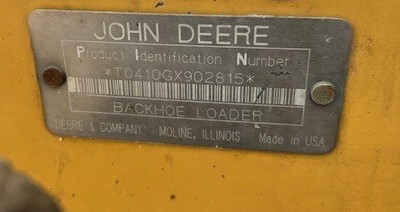 JOHN DEERE
Product Identification Number
*T0410GX902815*
BACKHOE LOADER
DEERE & COMPANY MOLINE, ILLINOIS Made in USA